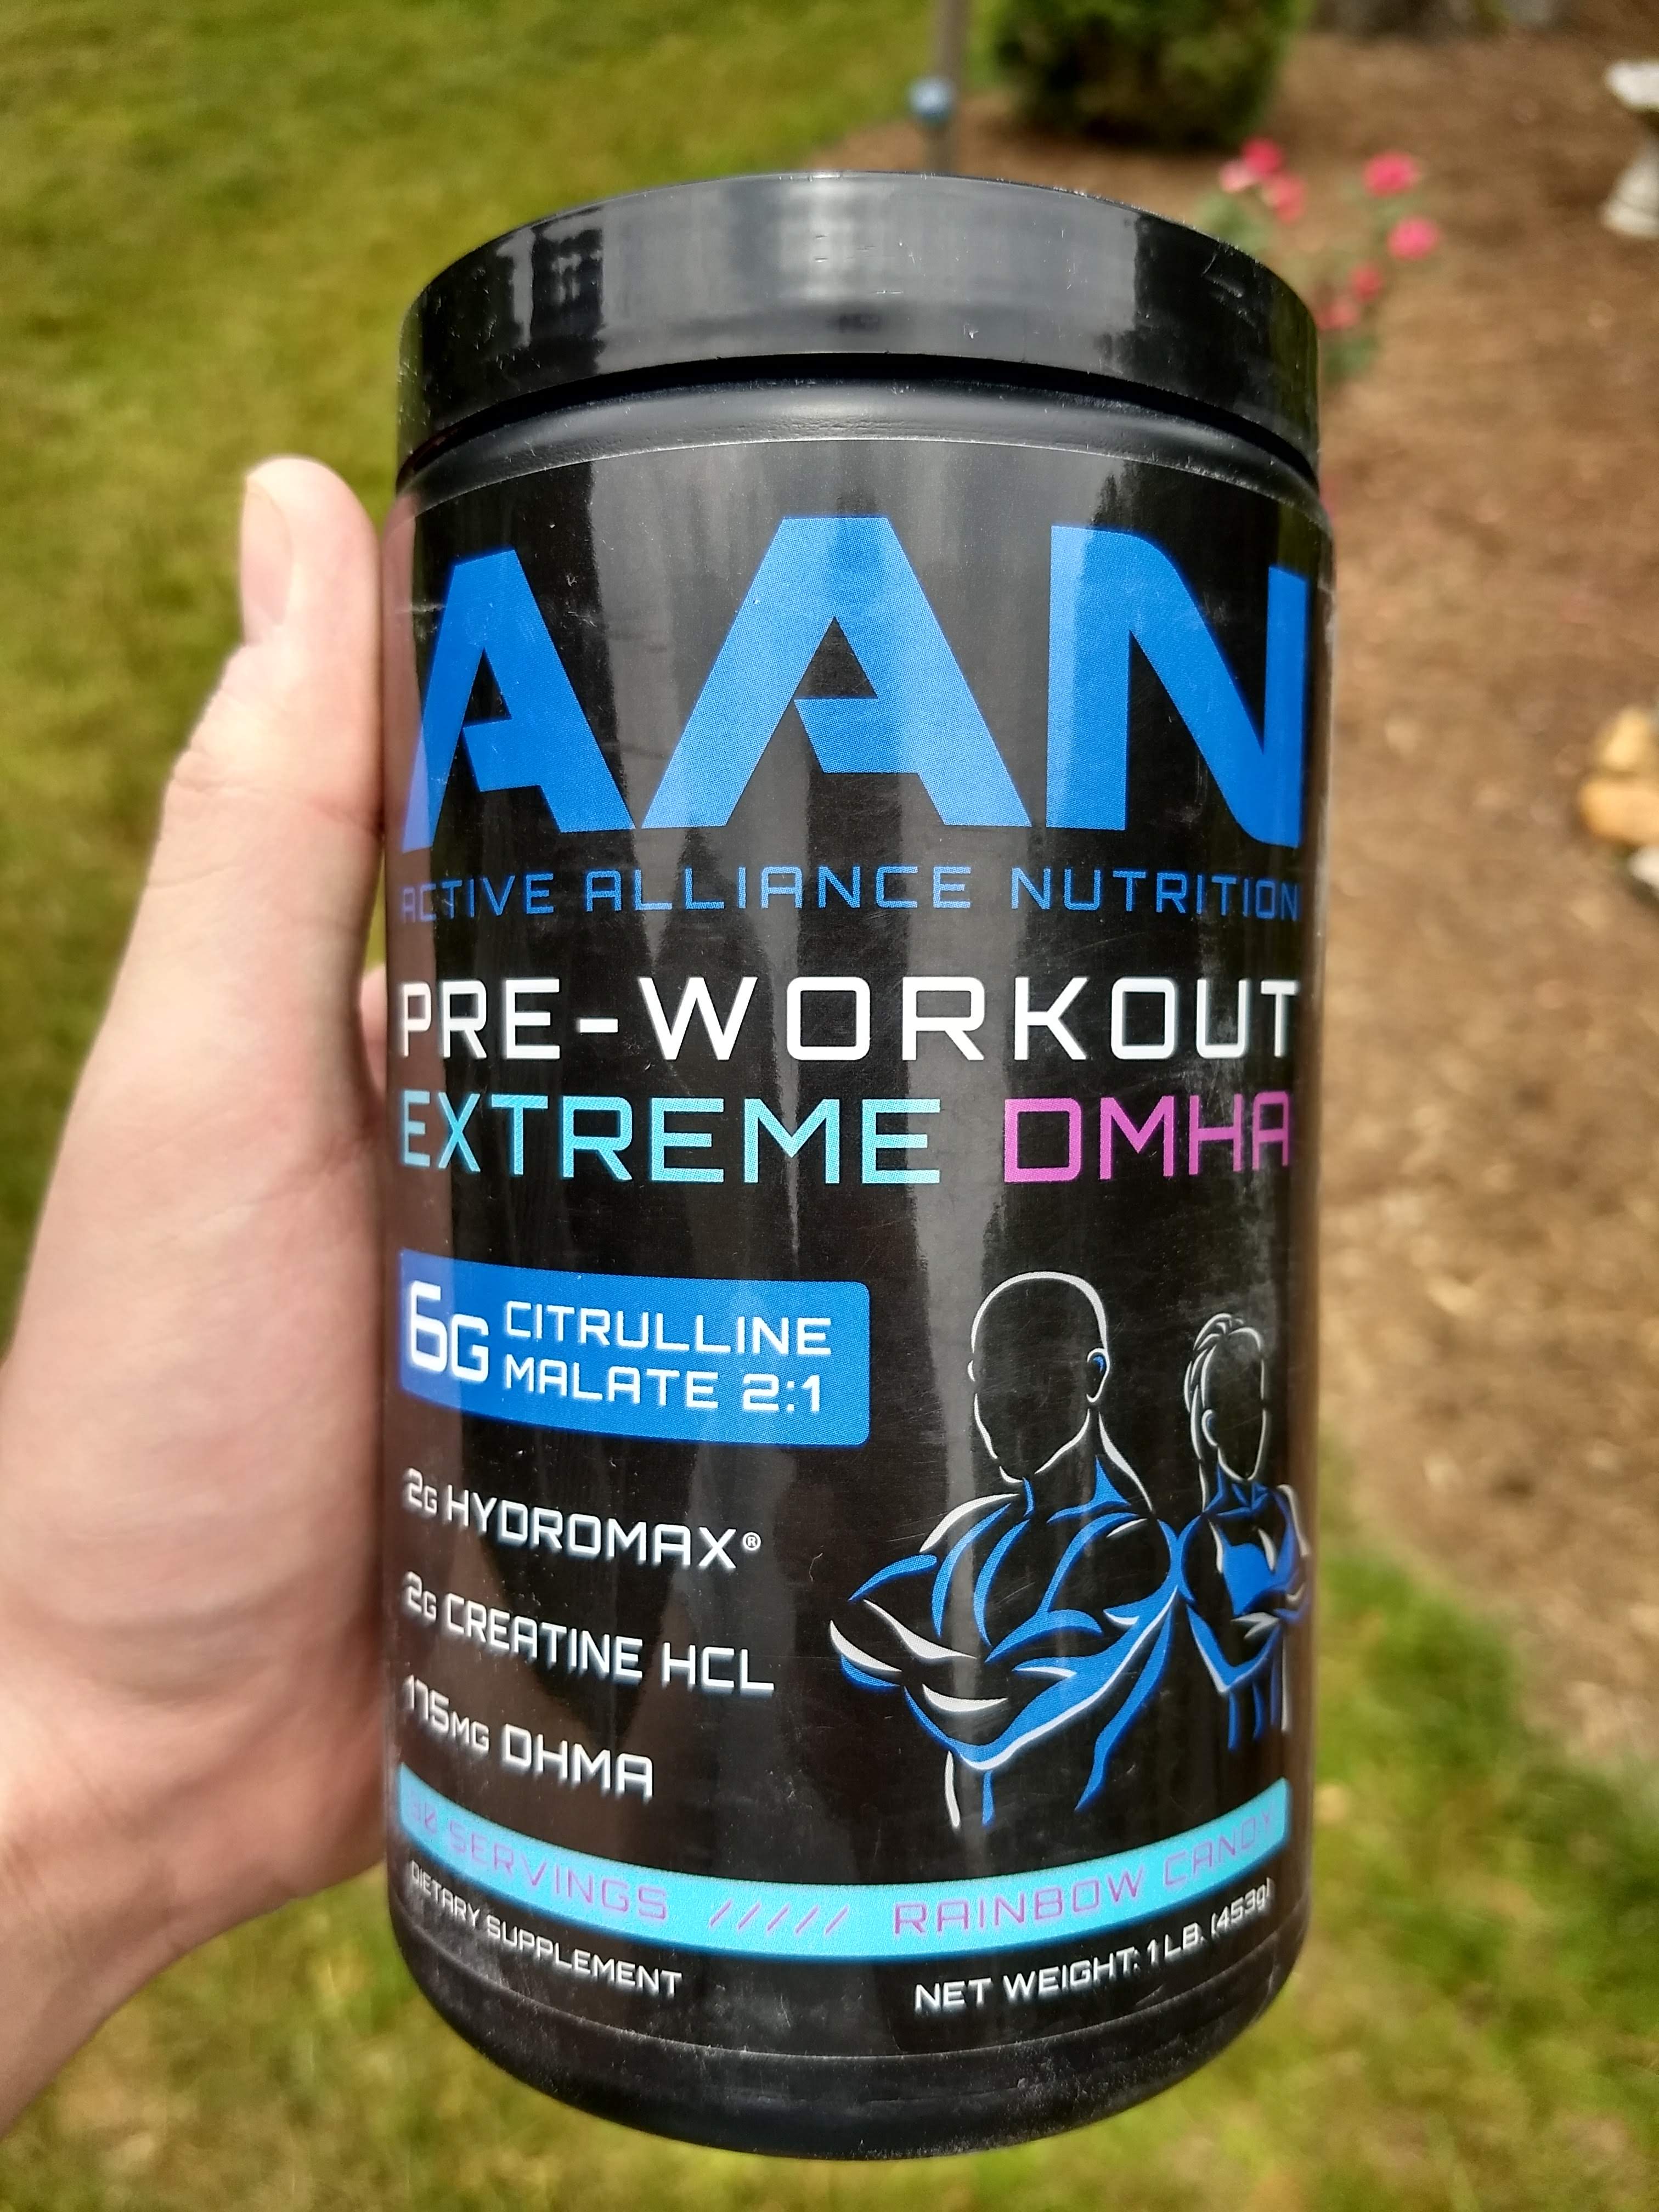 AAN
ACTIVE ALLIANCE NUTRITION
PRE-WORKOUT
EXTREME DMHA
6G CITRULLINE
MALATE 2:1
2G HYDROMAX®
2G CREATINE HCL
175MG DHMA
SERVINGS ///// RAINBOW CANDY
DIETARY SUPPLEMENT
NET WEIGHT: 1 LB. (453g)